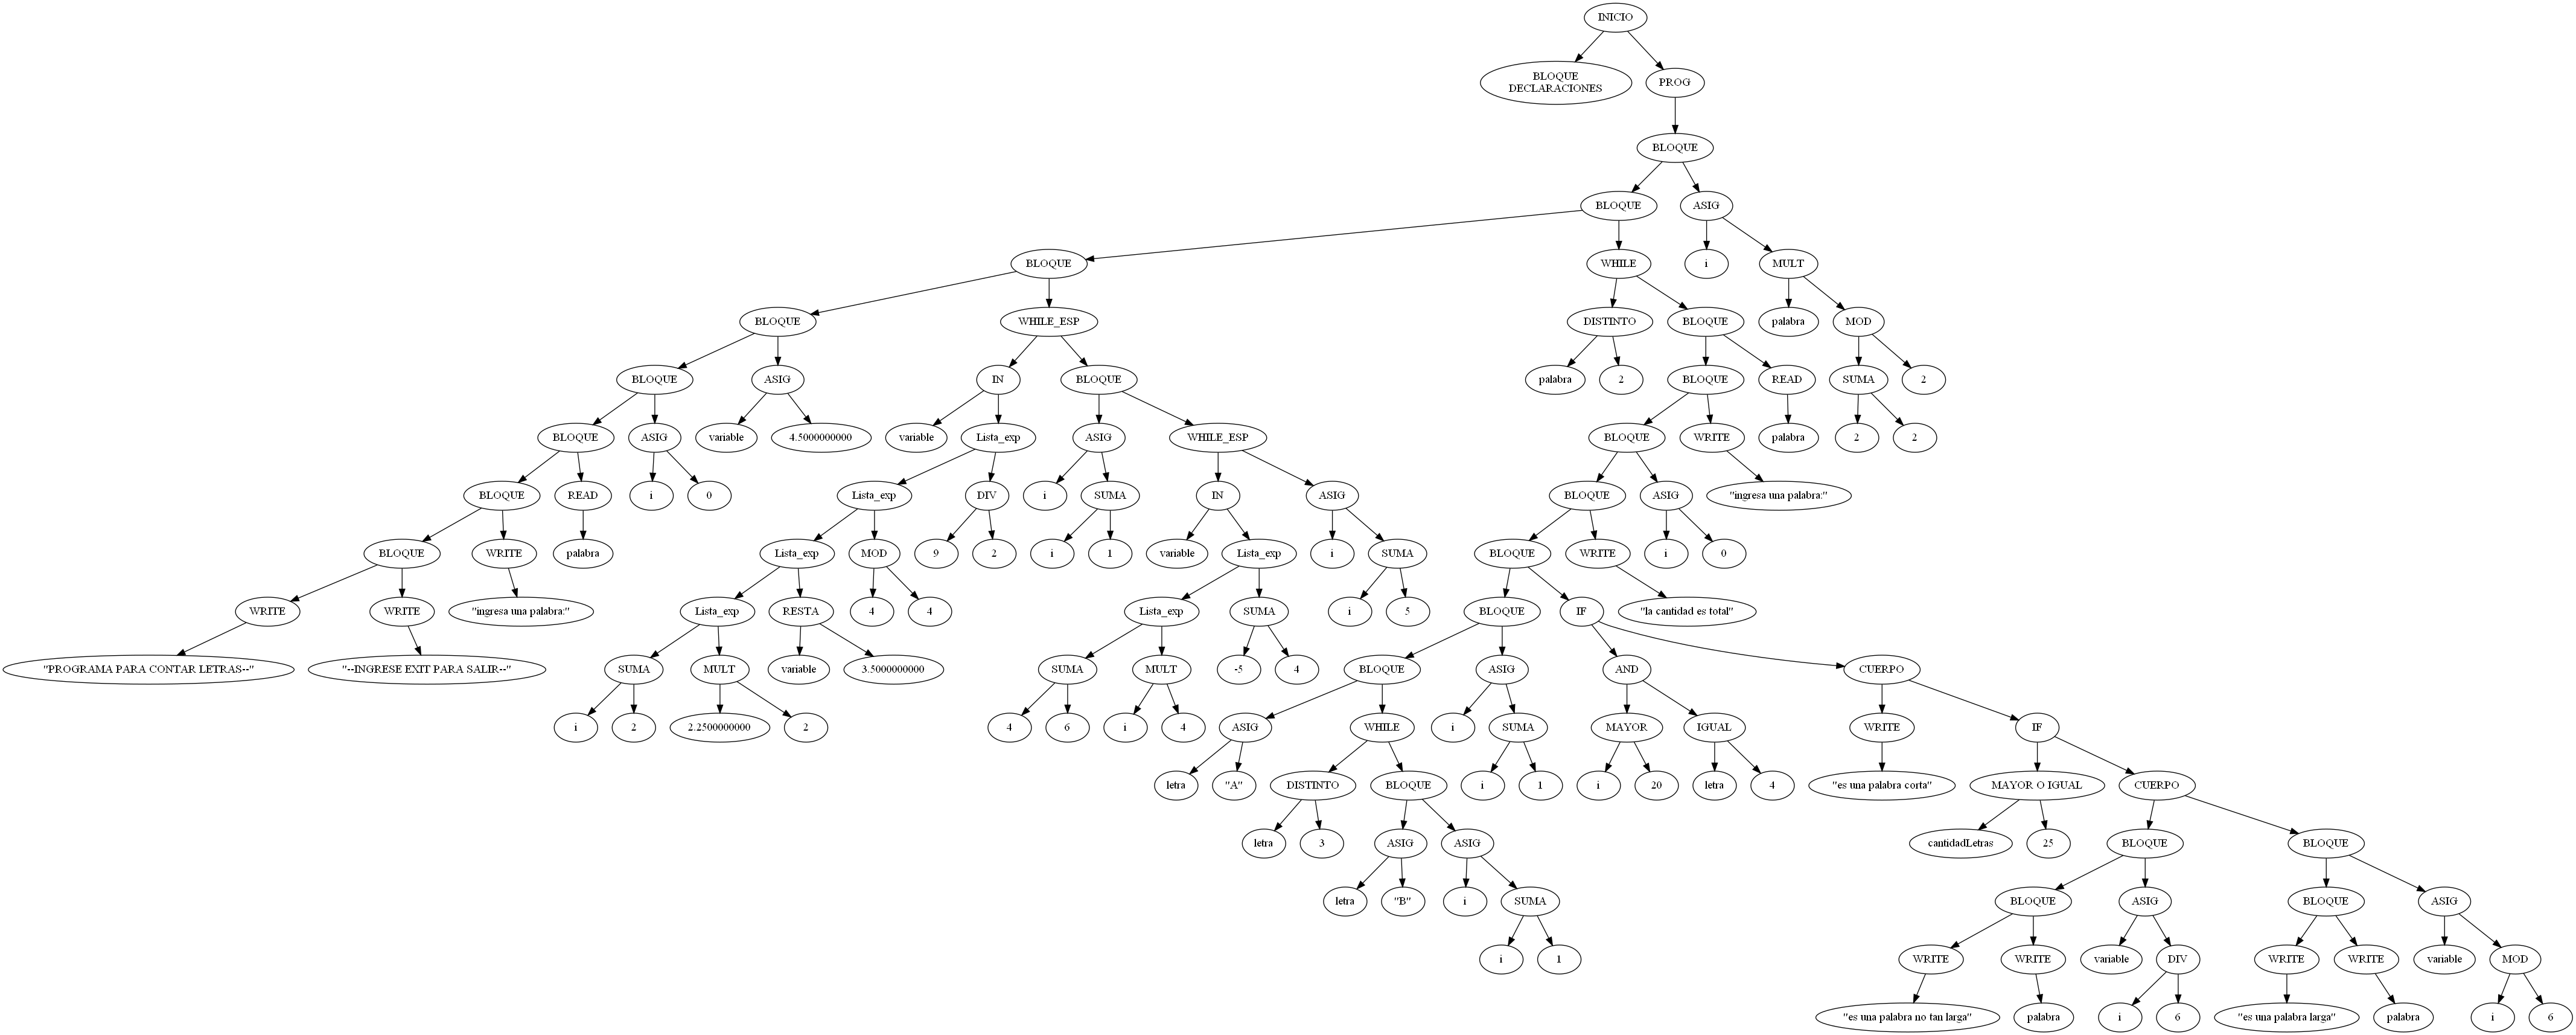 INICIO
BLOQUE
DECLARACIONES
PROG
BLOQUE
BLOQUE
ASIG
BLOQUE
WHILE
i
MULT
BLOQUE
WHILE_ESP
DISTINTO
BLOQUE
palabra
MOD
BLOQUE
ASIG
IN
BLOQUE
palabra
2
BLOQUE
READ
SUMA
2
BLOQUE
ASIG
variable
4.5000000000
variable
Lista_exp
ASIG
WHILE_ESP
BLOQUE
WRITE
palabra
2
2
BLOQUE
READ
i
0
Lista_exp
DIV
i
SUMA
IN
ASIG
BLOQUE
ASIG
"ingresa una palabra:"
BLOQUE
WRITE
palabra
Lista_exp
MOD
9
2
i
1
variable
Lista_exp
i
SUMA
BLOQUE
WRITE
i
0
WRITE
WRITE
"ingresa una palabra:"
Lista_exp
RESTA
4
4
Lista_exp
SUMA
i
5
BLOQUE
IF
"la cantidad es total"
"PROGRAMA PARA CONTAR LETRAS--"
"--INGRESE EXIT PARA SALIR--"
SUMA
MULT
variable
3.5000000000
SUMA
MULT
-5
4
BLOQUE
ASIG
AND
CUERPO
i
2
2.2500000000
2
4
6
i
4
ASIG
WHILE
i
SUMA
MAYOR
IGUAL
WRITE
IF
letra
"A"
DISTINTO
BLOQUE
i
1
i
20
letra
4
"es una palabra corta"
MAYOR O IGUAL
CUERPO
letra
3
ASIG
ASIG
cantidadLetras
25
BLOQUE
BLOQUE
letra
"B"
i
SUMA
BLOQUE
ASIG
BLOQUE
ASIG
i
1
WRITE
WRITE
variable
DIV
WRITE
WRITE
variable
MOD
"es una palabra no tan larga"
palabra
i
6
"es una palabra larga"
palabra
i
6